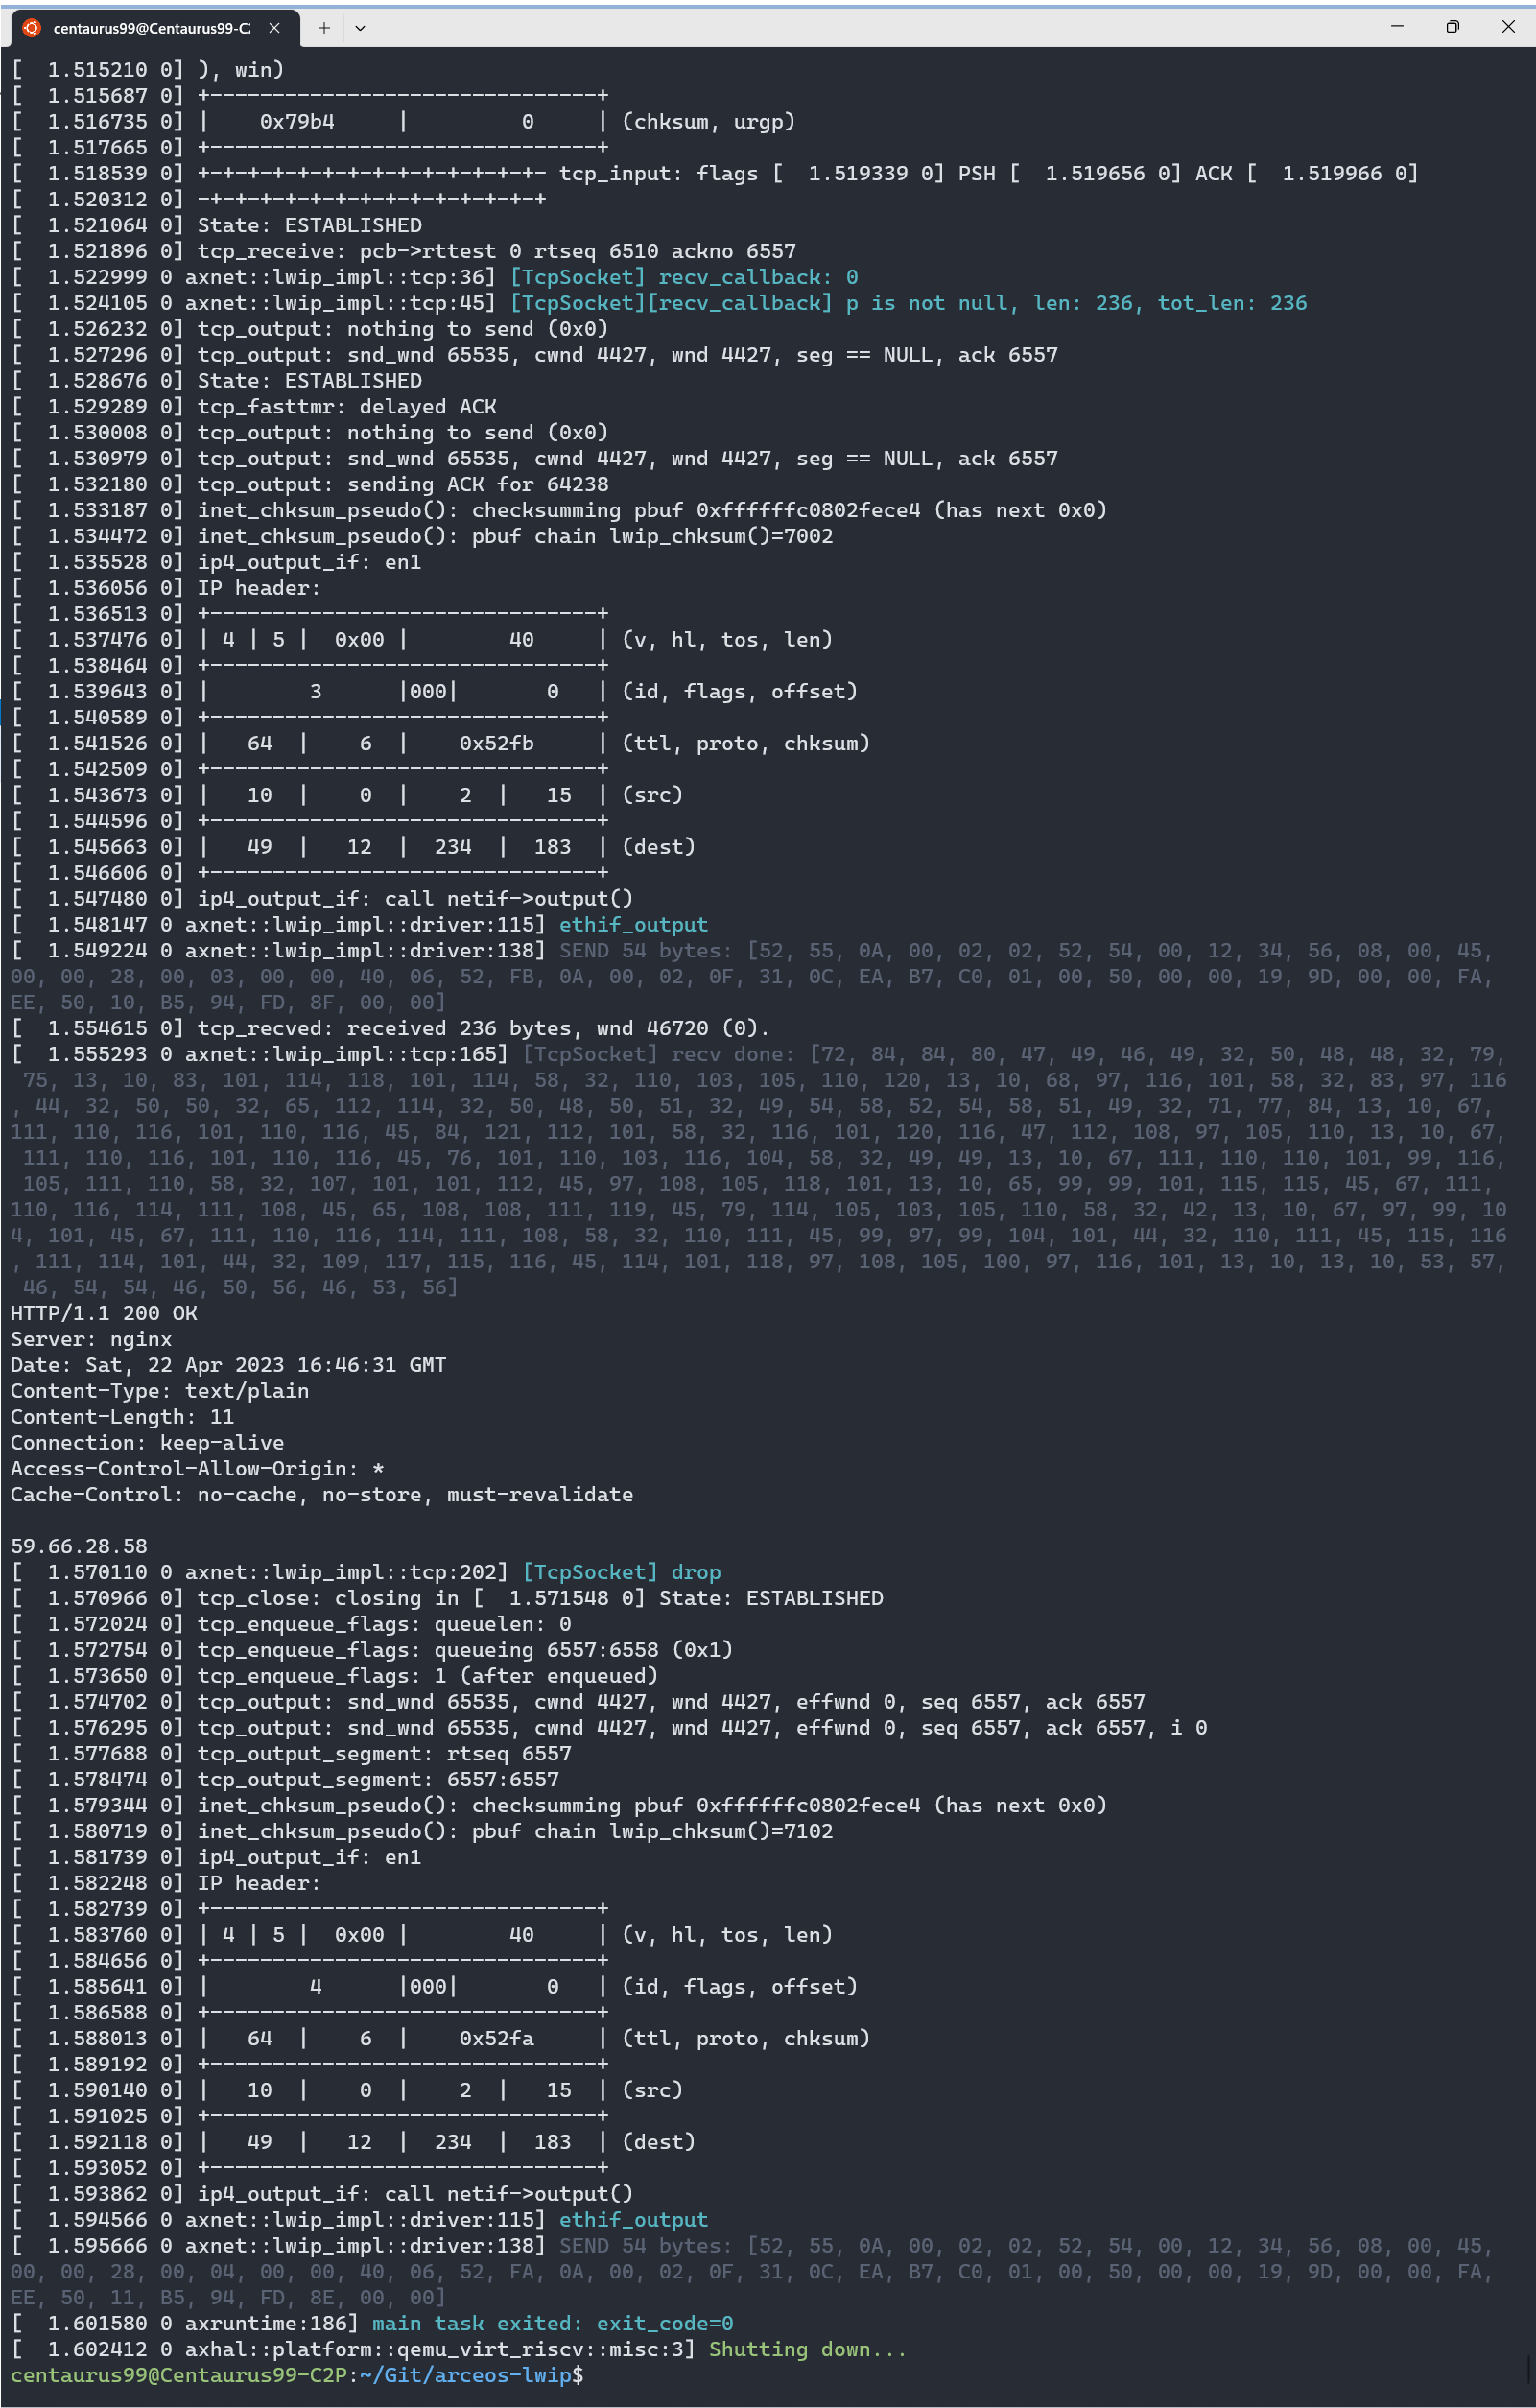 centaurus99@Centaurus99-C2
[  1.515210 0] ), win)
[  1.515687 0] +-------------------------------+
[  1.516735 0] |    0x79b4     |         0     | (chksum, urgp)
[  1.517665 0] +-------------------------------+
[  1.518539 0] +-+-+-+-+-+-+-+-+-+-+-+-+-+- tcp_input: flags [  1.519339 0] PSH [  1.519656 0] ACK [  1.519966 0]
[  1.520312 0] -+-+-+-+-+-+-+-+-+-+-+-+-+-+
[  1.521064 0] State: ESTABLISHED
[  1.521896 0] tcp_receive: pcb->rttest 0 rtseq 6510 ackno 6557
[  1.522999 0 axnet::lwip_impl::tcp:36] [TcpSocket] recv_callback: 0
[  1.524105 0 axnet::lwip_impl::tcp:45] [TcpSocket][recv_callback] p is not null, len: 236, tot_len: 236
[  1.526232 0] tcp_output: nothing to send (0x0)
[  1.527296 0] tcp_output: snd_wnd 65535, cwnd 4427, wnd 4427, seg == NULL, ack 6557
[  1.528676 0] State: ESTABLISHED
[  1.529289 0] tcp_fasttmr: delayed ACK
[  1.530008 0] tcp_output: nothing to send (0x0)
[  1.530979 0] tcp_output: snd_wnd 65535, cwnd 4427, wnd 4427, seg == NULL, ack 6557
[  1.532180 0] tcp_output: sending ACK for 64238
[  1.533187 0] inet_chksum_pseudo(): checksumming pbuf 0xffffffc0802fece4 (has next 0x0)
[  1.534472 0] inet_chksum_pseudo(): pbuf chain lwip_chksum()=7002
[  1.535528 0] ip4_output_if: en1
[  1.536056 0] IP header:
[  1.536513 0] +-------------------------------+
[  1.537476 0] | 4 | 5 |  0x00 |        40     | (v, hl, tos, len)
[  1.538464 0] +-------------------------------+
[  1.539643 0] |        3      |000|       0   | (id, flags, offset)
[  1.540589 0] +-------------------------------+
[  1.541526 0] |   64  |    6  |    0x52fb     | (ttl, proto, chksum)
[  1.542509 0] +-------------------------------+
[  1.543673 0] |   10  |    0  |    2  |   15  | (src)
[  1.544596 0] +-------------------------------+
[  1.545663 0] |   49  |   12  |  234  |  183  | (dest)
[  1.546606 0] +-------------------------------+
[  1.547480 0] ip4_output_if: call netif->output()
[  1.548147 0 axnet::lwip_impl::driver:115] ethif_output
[  1.549224 0 axnet::lwip_impl::driver:138] SEND 54 bytes: [52, 55, 0A, 00, 02, 02, 52, 54, 00, 12, 34, 56, 08, 00, 45,
00, 00, 28, 00, 03, 00, 00, 40, 06, 52, FB, 0A, 00, 02, 0F, 31, 0C, EA, B7, C0, 01, 00, 50, 00, 00, 19, 9D, 00, 00, FA,
EE, 50, 10, B5, 94, FD, 8F, 00, 00]
[  1.554615 0] tcp_recved: received 236 bytes, wnd 46720 (0).
[  1.555293 0 axnet::lwip_impl::tcp:165] [TcpSocket] recv done: [72, 84, 84, 80, 47, 49, 46, 49, 32, 50, 48, 48, 32, 79,
 75, 13, 10, 83, 101, 114, 118, 101, 114, 58, 32, 110, 103, 105, 110, 120, 13, 10, 68, 97, 116, 101, 58, 32, 83, 97, 116
, 44, 32, 50, 50, 32, 65, 112, 114, 32, 50, 48, 50, 51, 32, 49, 54, 58, 52, 54, 58, 51, 49, 32, 71, 77, 84, 13, 10, 67,
111, 110, 116, 101, 110, 116, 45, 84, 121, 112, 101, 58, 32, 116, 101, 120, 116, 47, 112, 108, 97, 105, 110, 13, 10, 67,
 111, 110, 116, 101, 110, 116, 45, 76, 101, 110, 103, 116, 104, 58, 32, 49, 49, 13, 10, 67, 111, 110, 110, 101, 99, 116,
 105, 111, 110, 58, 32, 107, 101, 101, 112, 45, 97, 108, 105, 118, 101, 13, 10, 65, 99, 99, 101, 115, 115, 45, 67, 111,
110, 116, 114, 111, 108, 45, 65, 108, 108, 111, 119, 45, 79, 114, 105, 103, 105, 110, 58, 32, 42, 13, 10, 67, 97, 99, 10
4, 101, 45, 67, 111, 110, 116, 114, 111, 108, 58, 32, 110, 111, 45, 99, 97, 99, 104, 101, 44, 32, 110, 111, 45, 115, 116
, 111, 114, 101, 44, 32, 109, 117, 115, 116, 45, 114, 101, 118, 97, 108, 105, 100, 97, 116, 101, 13, 10, 13, 10, 53, 57,
 46, 54, 54, 46, 50, 56, 46, 53, 56]
HTTP/1.1 200 OK
Server: nginx
Date: Sat, 22 Apr 2023 16:46:31 GMT
Content-Type: text/plain
Content-Length: 11
Connection: keep-alive
Access-Control-Allow-Origin: *
Cache-Control: no-cache, no-store, must-revalidate

59.66.28.58
[  1.570110 0 axnet::lwip_impl::tcp:202] [TcpSocket] drop
[  1.570966 0] tcp_close: closing in [  1.571548 0] State: ESTABLISHED
[  1.572024 0] tcp_enqueue_flags: queuelen: 0
[  1.572754 0] tcp_enqueue_flags: queueing 6557:6558 (0x1)
[  1.573650 0] tcp_enqueue_flags: 1 (after enqueued)
[  1.574702 0] tcp_output: snd_wnd 65535, cwnd 4427, wnd 4427, effwnd 0, seq 6557, ack 6557
[  1.576295 0] tcp_output: snd_wnd 65535, cwnd 4427, wnd 4427, effwnd 0, seq 6557, ack 6557, i 0
[  1.577688 0] tcp_output_segment: rtseq 6557
[  1.578474 0] tcp_output_segment: 6557:6557
[  1.579344 0] inet_chksum_pseudo(): checksumming pbuf 0xffffffc0802fece4 (has next 0x0)
[  1.580719 0] inet_chksum_pseudo(): pbuf chain lwip_chksum()=7102
[  1.581739 0] ip4_output_if: en1
[  1.582248 0] IP header:
[  1.582739 0] +-------------------------------+
[  1.583760 0] | 4 | 5 |  0x00 |        40     | (v, hl, tos, len)
[  1.584656 0] +-------------------------------+
[  1.585641 0] |        4      |000|       0   | (id, flags, offset)
[  1.586588 0] +-------------------------------+
[  1.588013 0] |   64  |    6  |    0x52fa     | (ttl, proto, chksum)
[  1.589192 0] +-------------------------------+
[  1.590140 0] |   10  |    0  |    2  |   15  | (src)
[  1.591025 0] +-------------------------------+
[  1.592118 0] |   49  |   12  |  234  |  183  | (dest)
[  1.593052 0] +-------------------------------+
[  1.593862 0] ip4_output_if: call netif->output()
[  1.594566 0 axnet::lwip_impl::driver:115] ethif_output
[  1.595666 0 axnet::lwip_impl::driver:138] SEND 54 bytes: [52, 55, 0A, 00, 02, 02, 52, 54, 00, 12, 34, 56, 08, 00, 45,
00, 00, 28, 00, 04, 00, 00, 40, 06, 52, FA, 0A, 00, 02, 0F, 31, 0C, EA, B7, C0, 01, 00, 50, 00, 00, 19, 9D, 00, 00, FA,
EE, 50, 11, B5, 94, FD, 8E, 00, 00]
[  1.601580 0 axruntime:186] main task exited: exit_code=0
[  1.602412 0 axhal::platform::qemu_virt_riscv::misc:3] Shutting down...
centaurus99@Centaurus99-C2P:~/Git/arceos-lwip$